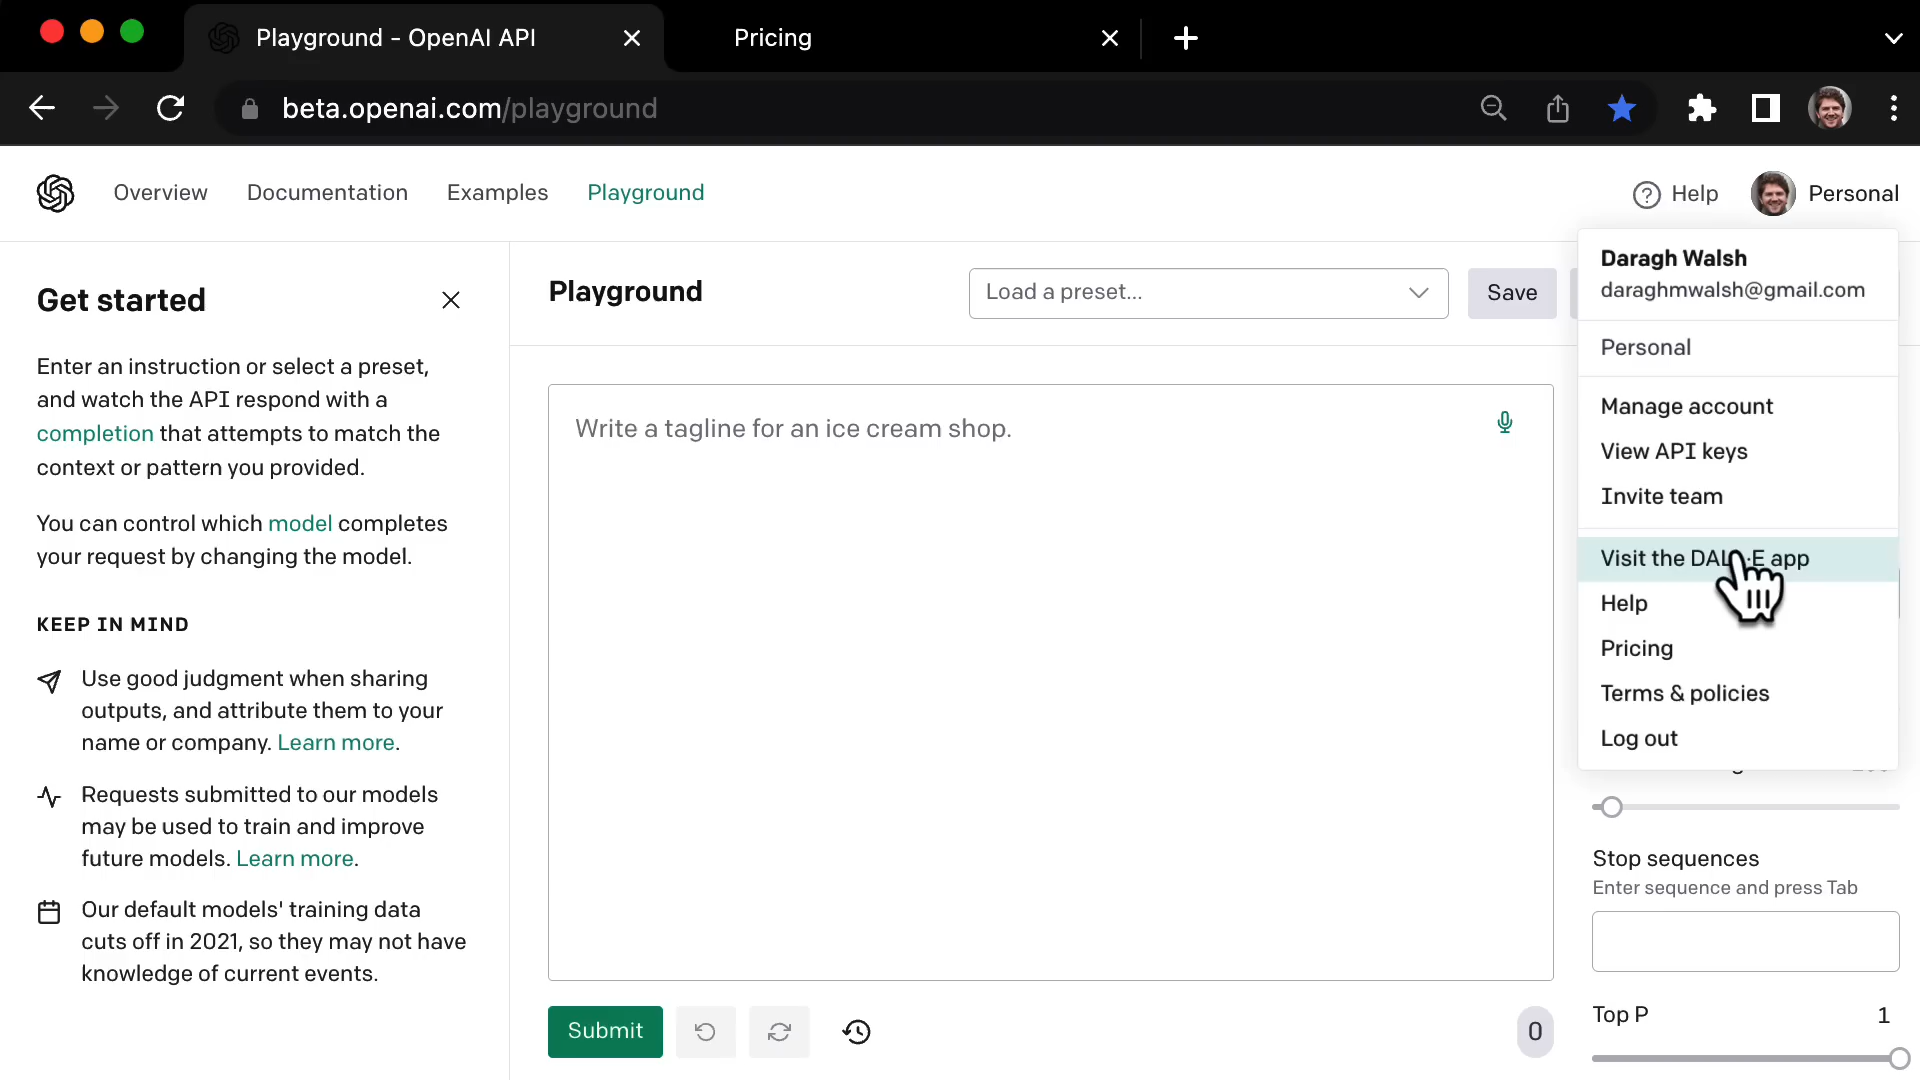 Playground - OpenAI API
Pricing
beta.openai.com/playground
Overview
Documentation
Examples
Playground
Help
Personal
Get started
Enter an instruction or select a preset,
and watch the API respond with a
completion that attempts to match the
context or pattern you provided.
You can control which model completes
your request by changing the model.
KEEP IN MIND
Use good judgment when sharing
outputs, and attribute them to your
name or company. Learn more.
Requests submitted to our models
may be used to train and improve
future models. Learn more.
Our default models' training data
cuts off in 2021, so they may not have
knowledge of current events.
Playground
Load a preset...
Save
Write a tagline for an ice cream shop.
Submit
0
Daragh Walsh
daraghmwalsh@gmail.com
Personal
Manage account
View API keys
Invite team
Visit the DALL·E app
Help
Pricing
Terms & policies
Log out
Stop sequences
Enter sequence and press Tab
Top P
1